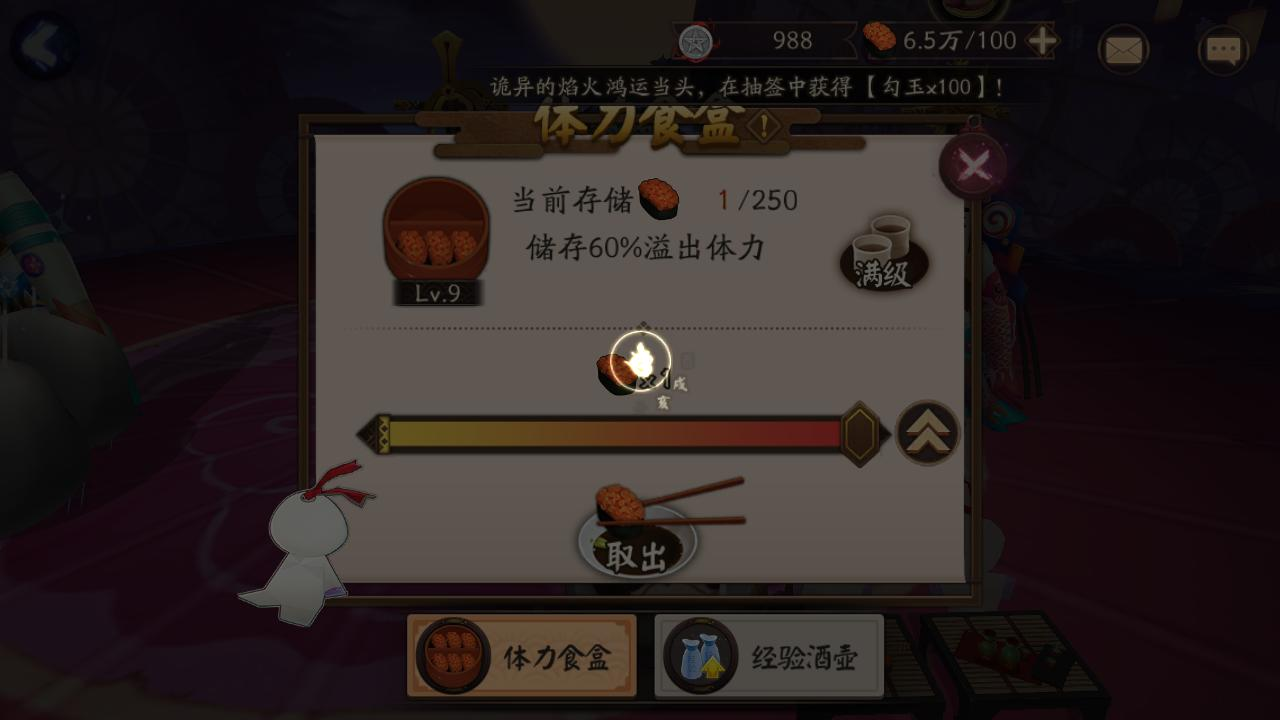 988
6.5万/100
诡异的焰火鸿运当头，在抽签中获得【勾玉x100】！
体力食盒
当前存储 1/250
储存60%溢出体力
满级
Lv.9
x1
戌
亥
取出
体力食盒
经验酒壶